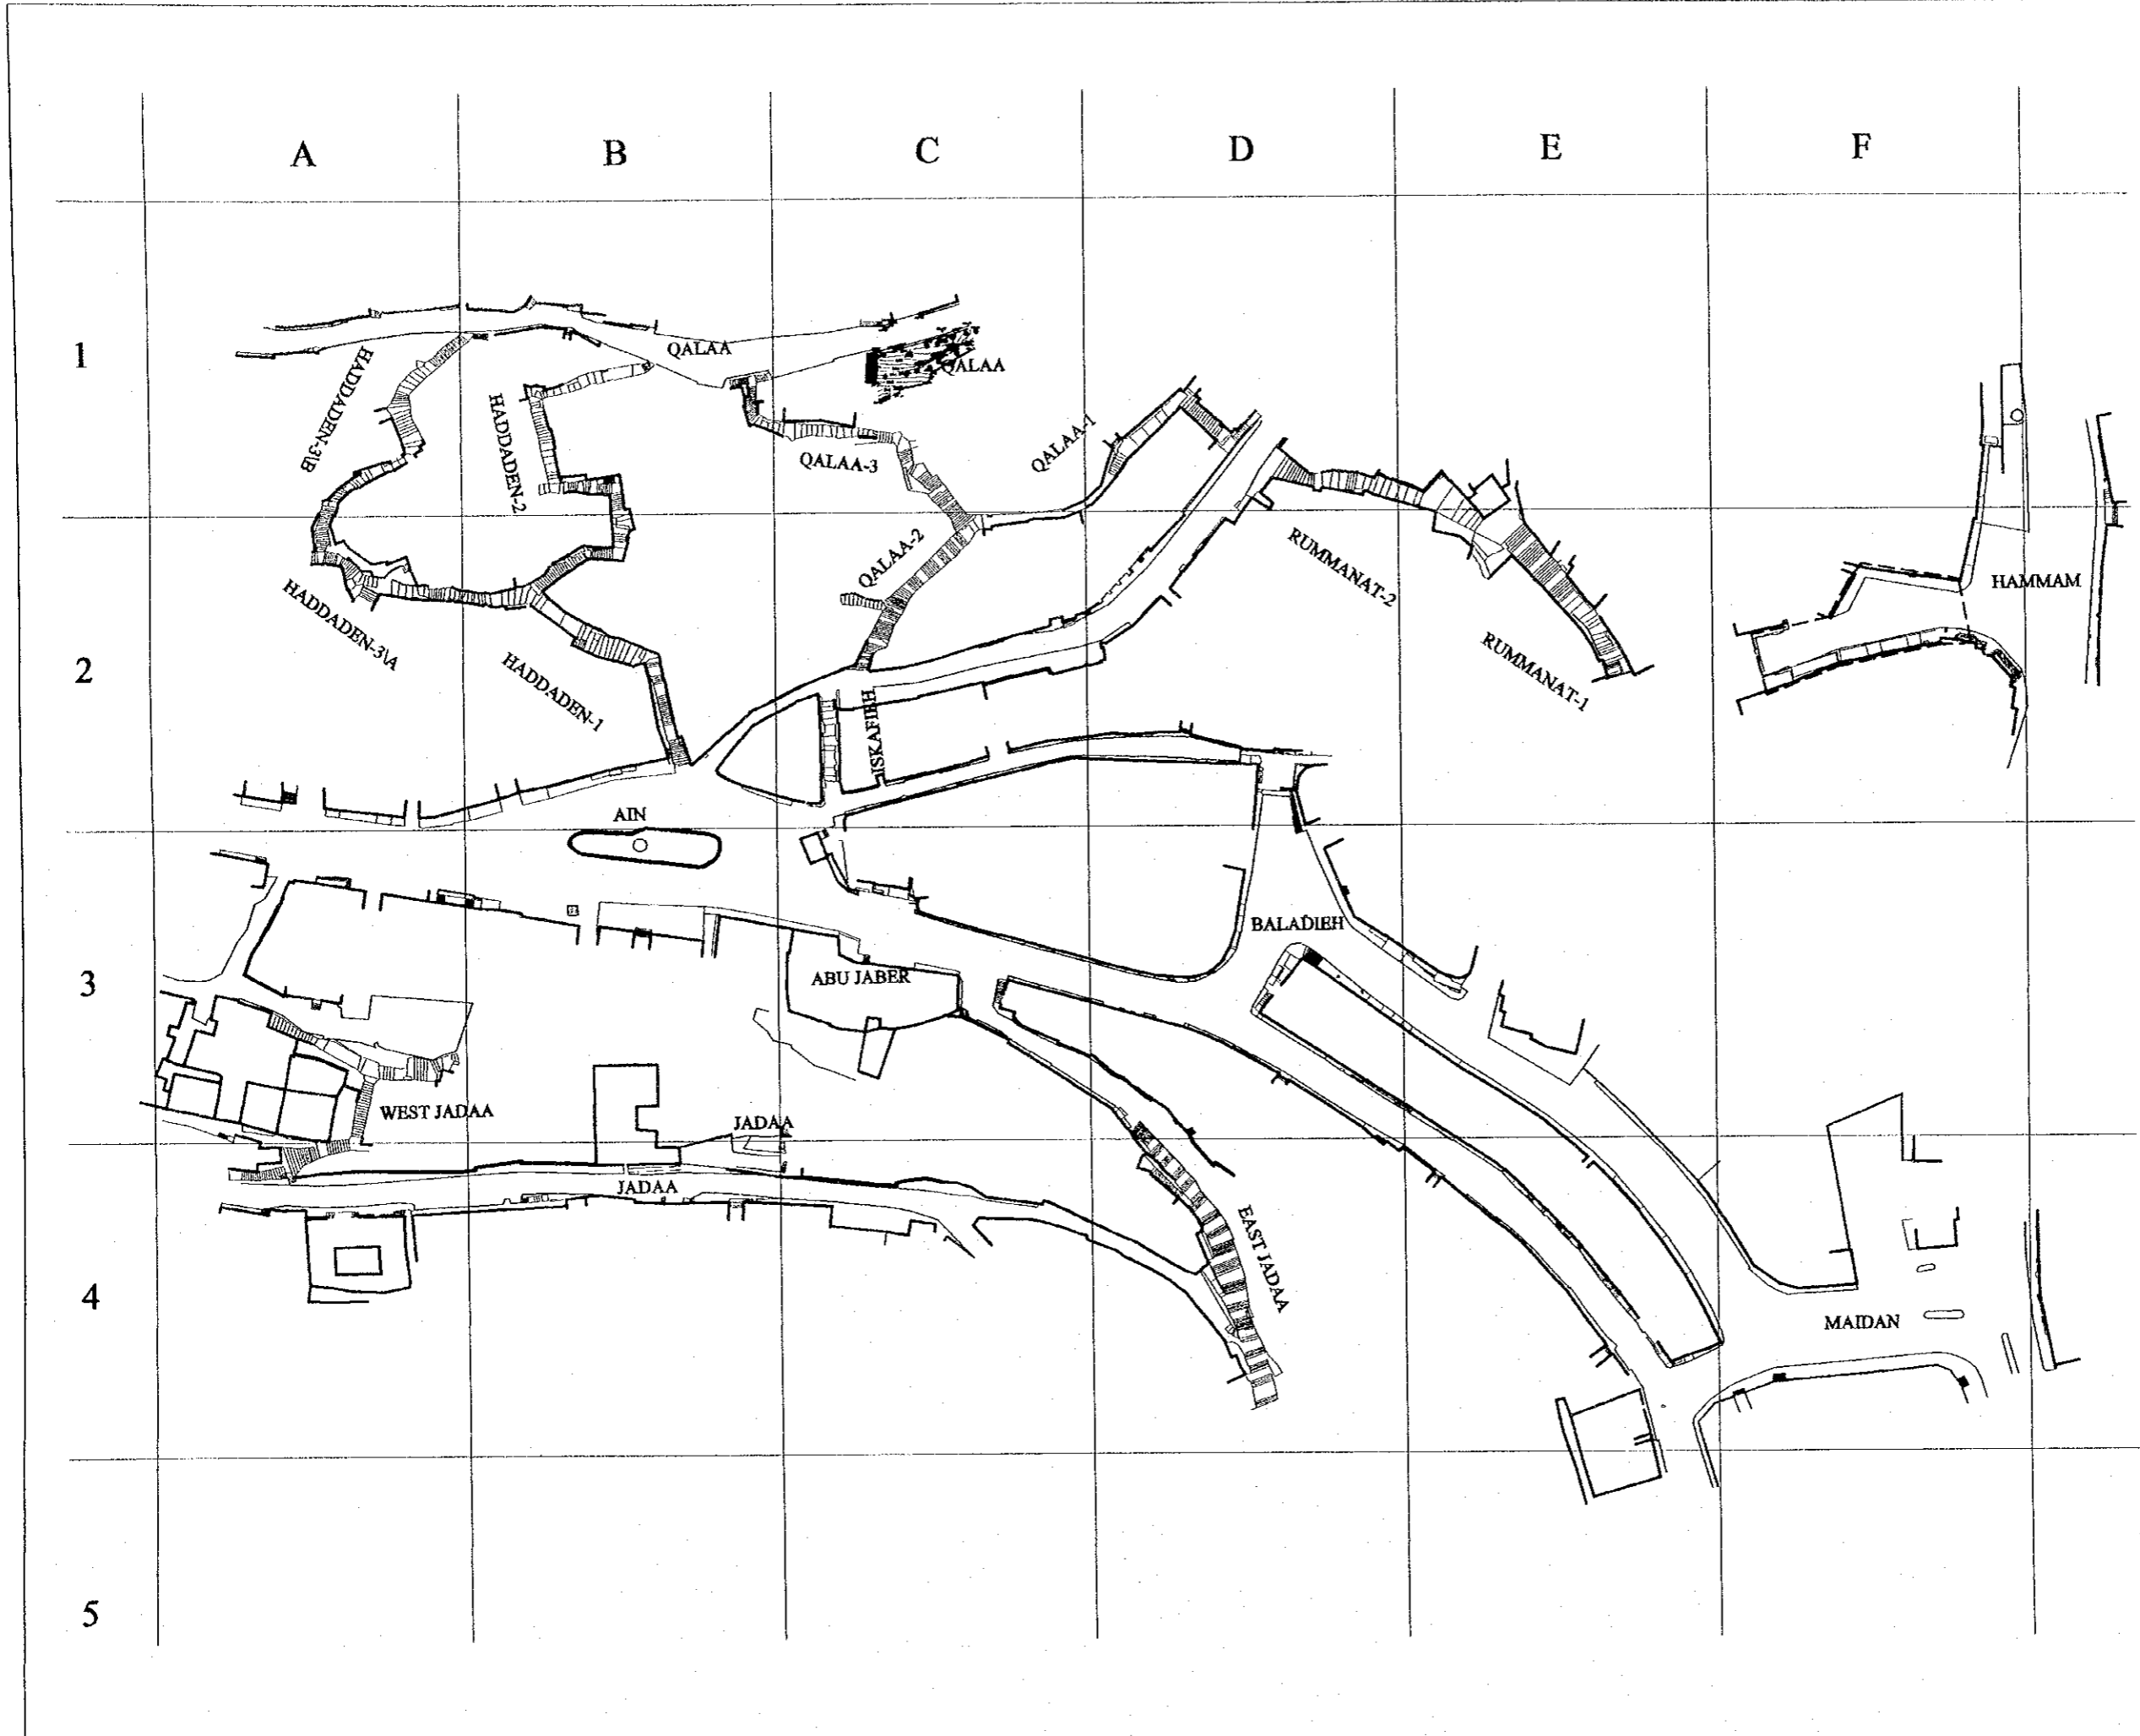 A B C D E F
1
QALAA
QALAA
HADDADEN-3\B
HADDADEN-2
QALAA-3
QALAA-1
QALAA-2
RUMMANAT-2
HAMMAM
HADDADEN-3\A
2
HADDADEN-1
RUMMANAT-1
ISKAFIEH
AIN
BALADIEH
3
ABU JABER
WEST JADAA
JADAA
JADAA
EAST JADAA
4
MAIDAN
5